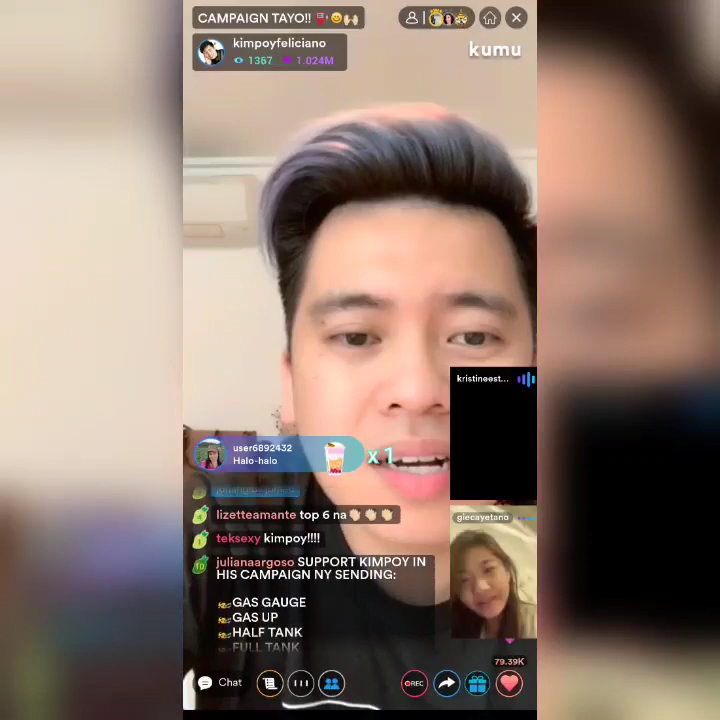 CAMPAIGN TAYO!!
kimpoyfeliciano
1367 1.024M
kumu
kristineest...
user6892432
Halo-halo
x 1
lizetteamante top 6 na
giecayetano
teksexy kimpoy!!!!
10 julianaargoso SUPPORT KIMPOY IN
HIS CAMPAIGN NY SENDING:
GAS GAUGE
GAS UP
HALF TANK
FULL TANK
79.39K
Chat
REC